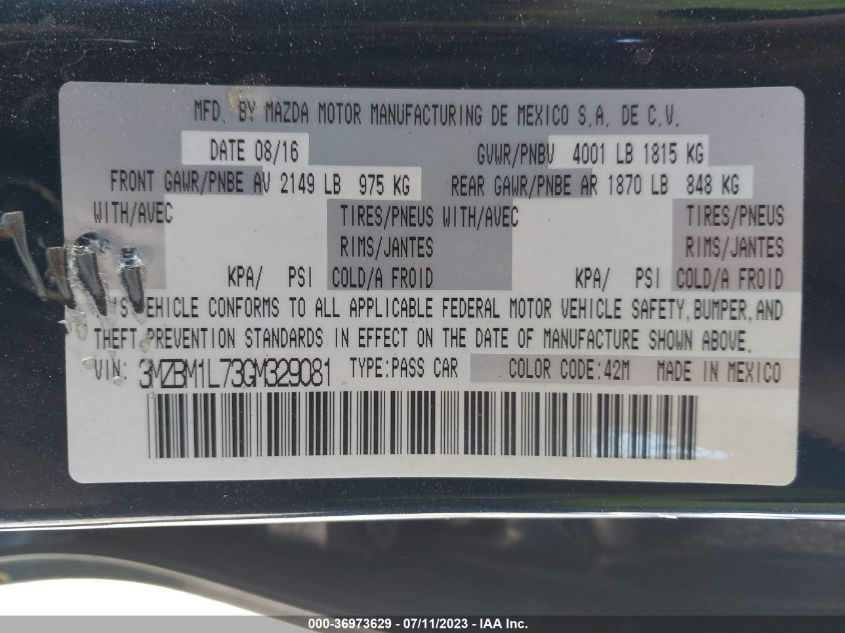 MFD. BY MAZDA MOTOR MANUFACTURING DE MEXICO S.A. DE C.V.
DATE 08/16 GVWR/PNBV 4001 LB 1815 KG
FRONT GAWR/PNBE AV 2149 LB 975 KG REAR GAWR/PNBE AR 1870 LB 848 KG
WITH/AVEC TIRES/PNEUS WITH/AVEC TIRES/PNEUS
RIMS/JANTES RIMS/JANTES
KPA/ PSI COLD/A FROID KPA/ PSI COLD/A FROID
VEHICLE CONFORMS TO ALL APPLICABLE FEDERAL MOTOR VEHICLE SAFETY, BUMPER, AND
THEFT PREVENTION STANDARDS IN EFFECT ON THE DATE OF MANUFACTURE SHOWN ABOVE.
VIN: 3MZBM1L73GM329081 TYPE:PASS CAR COLOR CODE:42M MADE IN MEXICO
000-36973629 - 07/11/2023 - IAA Inc.